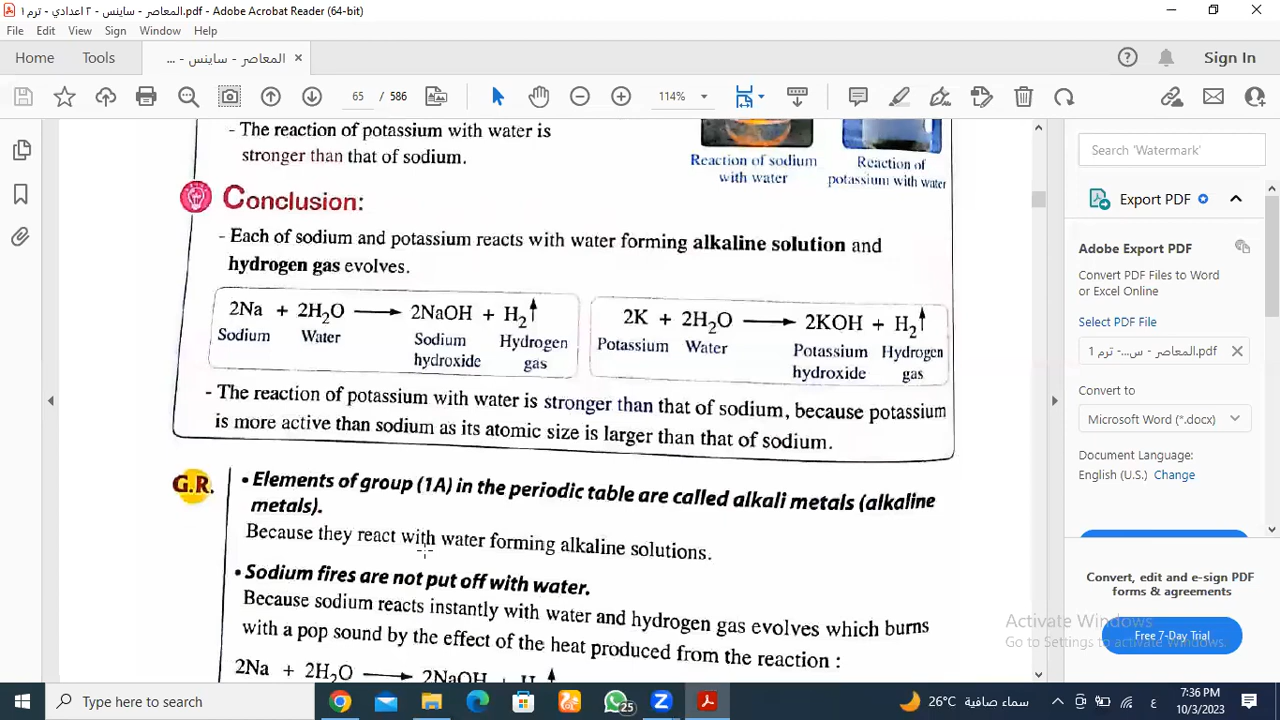 المعاصر - ساينس - ٢ اعدادي - ترم ١.pdf - Adobe Acrobat Reader (64-bit)
File Edit View Sign Window Help
Home Tools المعاصر - ساينس - ... × Sign In
65 / 586 114%
- The reaction of potassium with water is
stronger than that of sodium.
Reaction of sodium
with water
Reaction of
potassium with water
Conclusion:
- Each of sodium and potassium reacts with water forming alkaline solution and
hydrogen gas evolves.
2Na + 2H₂O ⟶ 2NaOH + H₂↑
Sodium Water Sodium hydroxide Hydrogen gas
2K + 2H₂O ⟶ 2KOH + H₂↑
Potassium Water Potassium hydroxide Hydrogen gas
- The reaction of potassium with water is stronger than that of sodium, because potassium
is more active than sodium as its atomic size is larger than that of sodium.
G.R.
• Elements of group (1A) in the periodic table are called alkali metals (alkaline
metals).
Because they react with water forming alkaline solutions.
• Sodium fires are not put off with water.
Because sodium reacts instantly with water and hydrogen gas evolves which burns
with a pop sound by the effect of the heat produced from the reaction :
2Na + 2H₂O ⟶ 2NaOH + H
Search 'Watermark'
Export PDF
Adobe Export PDF
Convert PDF Files to Word
or Excel Online
Select PDF File
المعاصر - س...- ترم 1.pdf
Convert to
Microsoft Word (*.docx)
Document Language:
English (U.S.) Change
Convert, edit and e-sign PDF
forms & agreements
Free 7-Day Trial
Activate Windows
Go to Settings to activate Windows.
Type here to search
25
26°C سماء صافية
ع
7:36 PM
10/3/2023